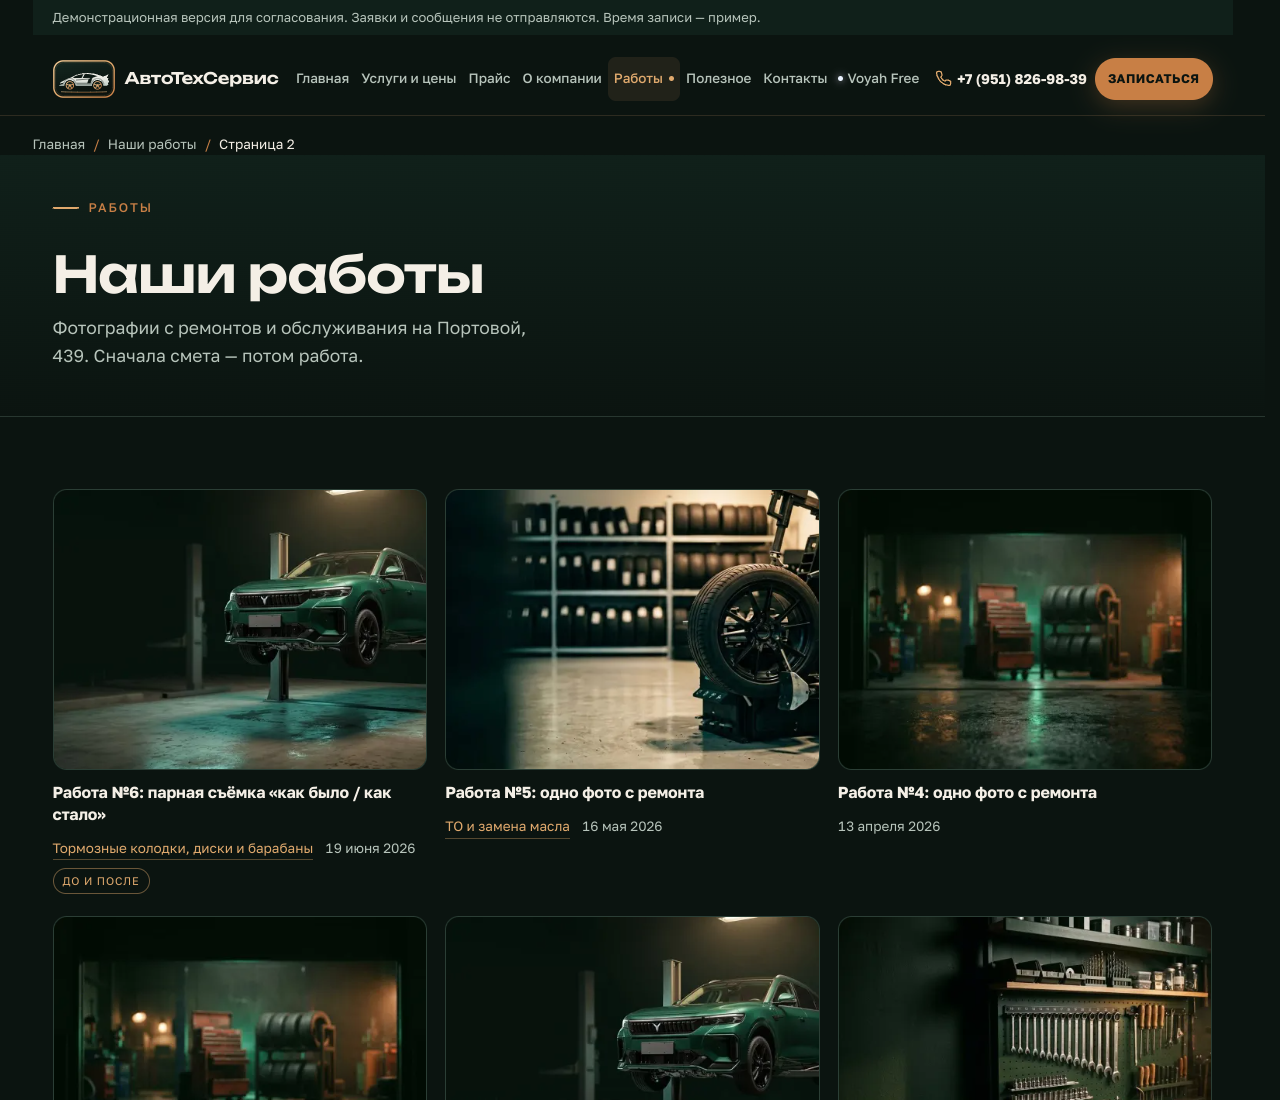 Демонстрационная версия для согласования. Заявки и сообщения не отправляются. Время записи — пример.
АвтоТехСервис
Главная
Услуги и цены
Прайс
О компании
Работы
Полезное
Контакты
Voyah Free
+7 (951) 826-98-39
ЗАПИСАТЬСЯ
Главная / Наши работы / Страница 2
РАБОТЫ
Наши работы
Фотографии с ремонтов и обслуживания на Портовой,
439. Сначала смета — потом работа.
Работа №6: парная съёмка «как было / как
стало»
Тормозные колодки, диски и барабаны 19 июня 2026
ДО И ПОСЛЕ
Работа №5: одно фото с ремонта
ТО и замена масла 16 мая 2026
Работа №4: одно фото с ремонта
13 апреля 2026